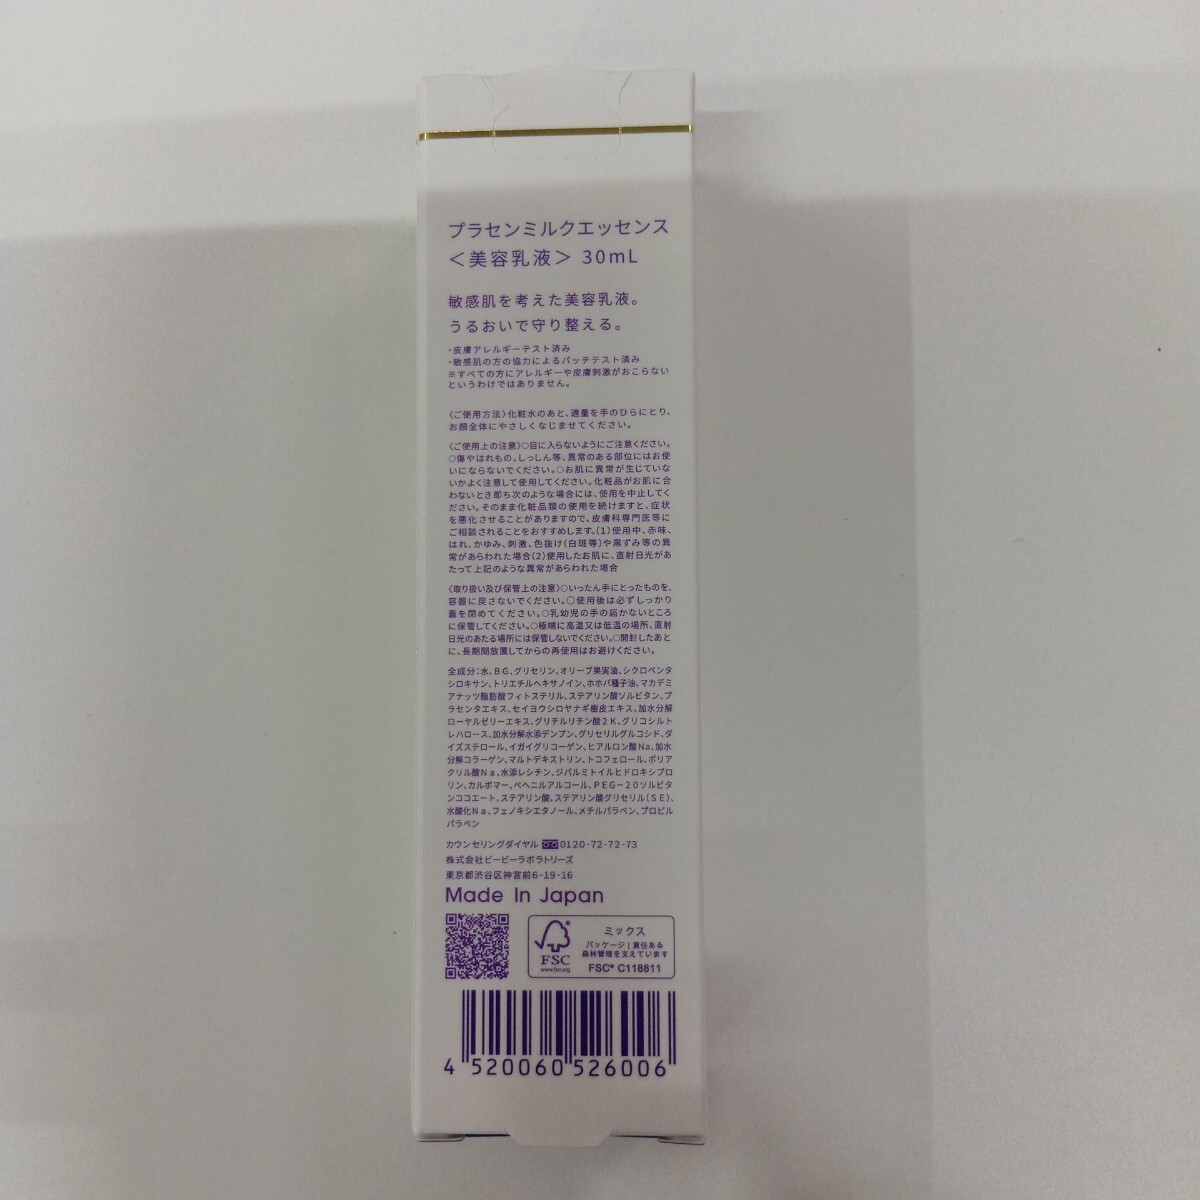 プラセンミルクエッセンス
＜美容乳液＞ 30mL
敏感肌を考えた美容乳液。
うるおいで守り整える。
・皮膚アレルギーテスト済み
・敏感肌の方の協力によるパッチテスト済み
※すべての方にアレルギーや皮膚刺激がおこらない
というわけではありません。
〈ご使用方法〉化粧水のあと、適量を手のひらにとり、
お顔全体にやさしくなじませてください。
〈ご使用上の注意〉○目に入らないようにご注意ください。
○傷やはれもの、しっしん等、異常のある部位にはお使
いにならないでください。○お肌に異常が生じていな
いかよく注意して使用してください。化粧品がお肌に合
わないとき即ち次のような場合には、使用を中止してく
ださい。そのまま化粧品類の使用を続けますと、症状
を悪化させることがありますので、皮膚科専門医等に
ご相談されることをおすすめします。(1)使用中、赤味、
はれ、かゆみ、刺激、色抜け(白斑等)や黒ずみ等の異
常があらわれた場合(2)使用したお肌に、直射日光があ
たって上記のような異常があらわれた場合
〈取り扱い及び保管上の注意〉○いったん手にとったものを、
容器に戻さないでください。○使用後は必ずしっかり
蓋を閉めてください。○乳幼児の手の届かないところ
に保管してください。○極端に高温又は低温の場所、直射
日光のあたる場所には保管しないでください。○開封したあと
に、長期間放置してからの再使用はお避けください。
全成分：水、ＢＧ、グリセリン、オリーブ果実油、シクロペンタ
シロキサン、トリエチルヘキサノイン、ホホバ種子油、マカデミ
アナッツ脂肪酸フィトステリル、ステアリン酸ソルビタン、プ
ラセンタエキス、セイヨウシロヤナギ樹皮エキス、加水分解
ローヤルゼリーエキス、グリチルリチン酸２Ｋ、グリコシルト
レハロース、加水分解水添デンプン、グリセリルグルコシド、ダ
イズステロール、イガイグリコーゲン、ヒアルロン酸Na、加水
分解コラーゲン、マルトデキストリン、トコフェロール、ポリア
クリル酸Ｎａ、水添レシチン、ジパルミトイルヒドロキシプロ
リン、カルボマー、ベヘニルアルコール、ＰＥＧ－２０ソルビタ
ンココエート、ステアリン酸、ステアリン酸グリセリル（ＳＥ）、
水酸化Ｎａ、フェノキシエタノール、メチルパラベン、プロピル
パラベン
カウンセリングダイヤル 0120-72-72-73
株式会社ビービーラボラトリーズ
東京都渋谷区神宮前6-19-16
Made In Japan
FSC
www.fsc.org
ミックス
パッケージ | 責任ある
森林管理を支えています
FSC® C118811
4 520060 526006